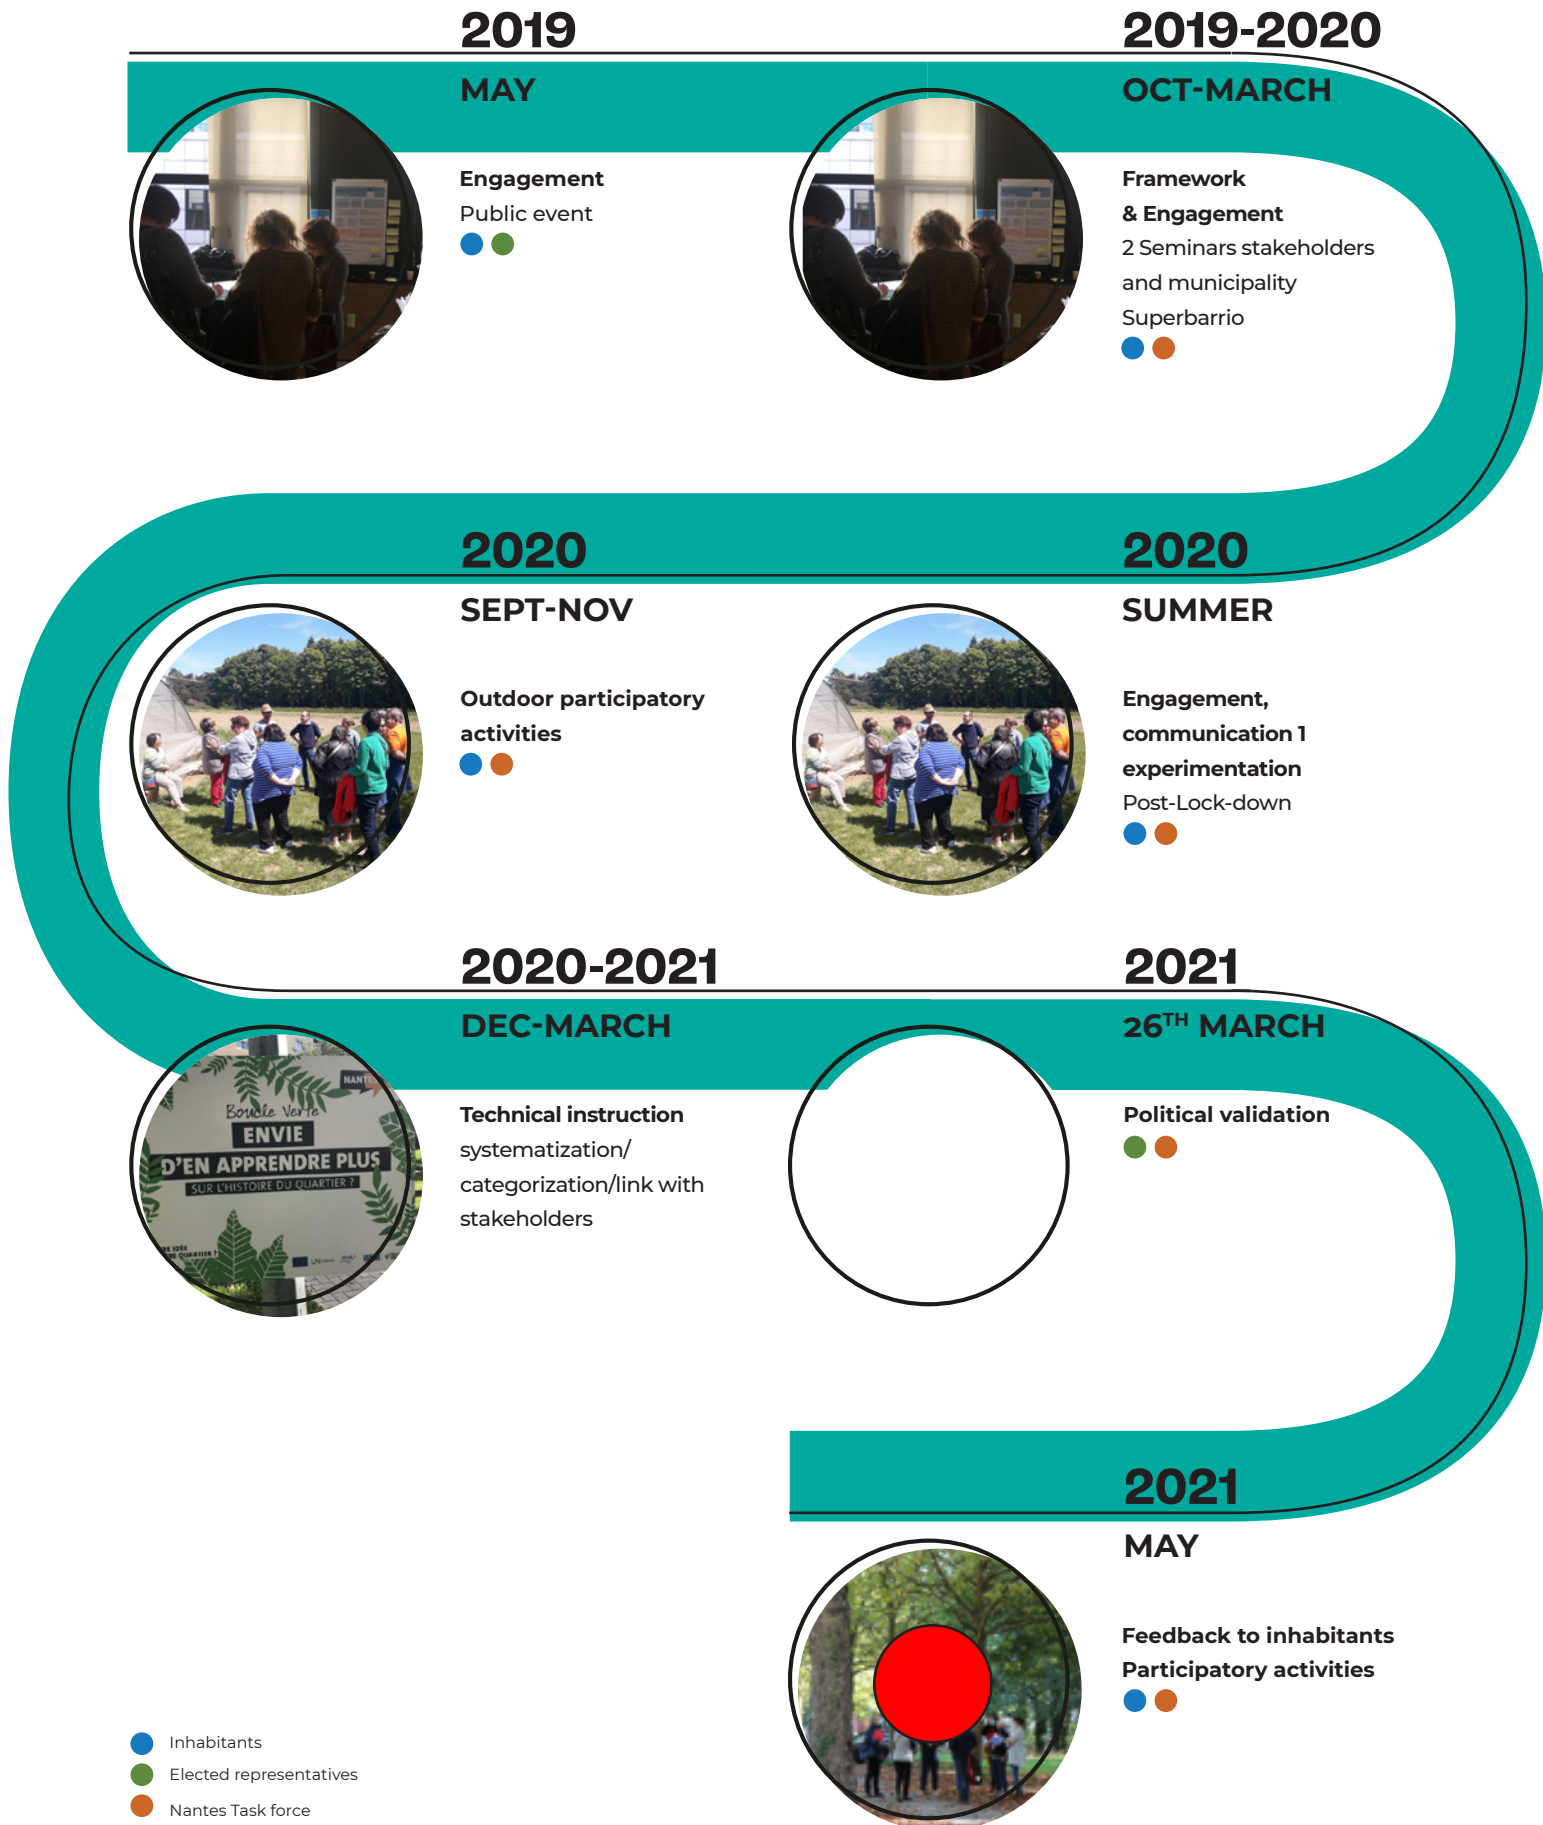 2019
MAY
Engagement
Public event
2019-2020
OCT-MARCH
Framework
& Engagement
2 Seminars stakeholders
and municipality
Superbarrio
2020
SUMMER
Engagement,
communication 1
experimentation
Post-Lock-down
2020
SEPT-NOV
Outdoor participatory
activities
2020-2021
DEC-MARCH
Technical instruction
systematization/
categorization/link with
stakeholders
NANTES
Boucle Verte
ENVIE
D'EN APPRENDRE PLUS
SUR L'HISTOIRE DU QUARTIER ?
2021
26TH MARCH
Political validation
2021
MAY
Feedback to inhabitants
Participatory activities
Inhabitants
Elected representatives
Nantes Task force